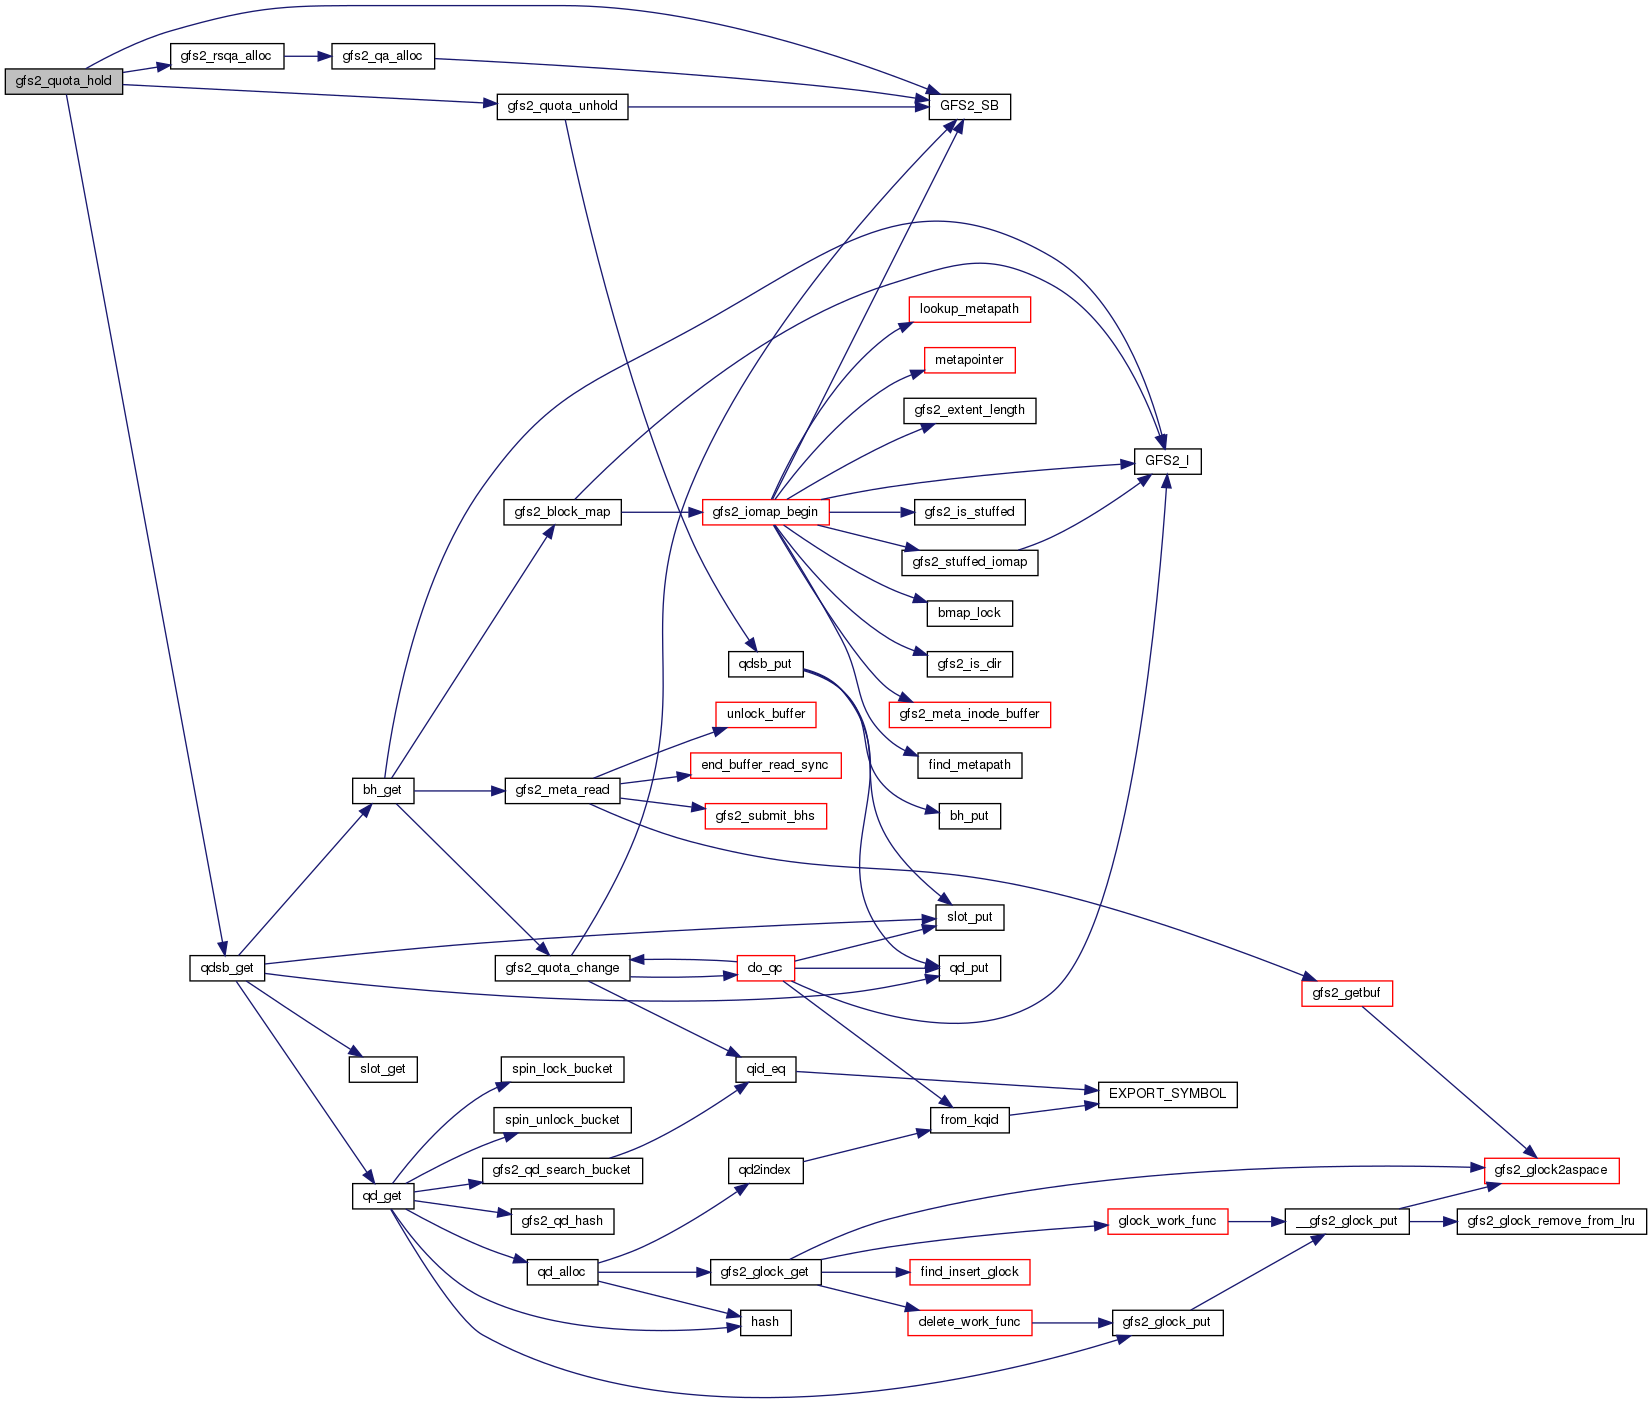 gfs2_rsqa_alloc
gfs2_qa_alloc
gfs2_quota_hold
gfs2_quota_unhold
GFS2_SB
lookup_metapath
metapointer
gfs2_extent_length
GFS2_I
gfs2_block_map
gfs2_iomap_begin
gfs2_is_stuffed
gfs2_stuffed_iomap
bmap_lock
qdsb_put
gfs2_is_dir
unlock_buffer
gfs2_meta_inode_buffer
end_buffer_read_sync
find_metapath
bh_get
gfs2_meta_read
gfs2_submit_bhs
bh_put
slot_put
qdsb_get
gfs2_quota_change
do_qc
qd_put
gfs2_getbuf
slot_get
spin_lock_bucket
qid_eq
EXPORT_SYMBOL
spin_unlock_bucket
from_kqid
gfs2_qd_search_bucket
qd2index
gfs2_glock2aspace
qd_get
gfs2_qd_hash
glock_work_func
__gfs2_glock_put
gfs2_glock_remove_from_lru
qd_alloc
gfs2_glock_get
find_insert_glock
hash
delete_work_func
gfs2_glock_put